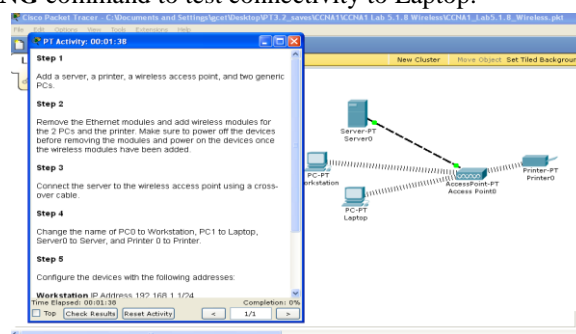 NG command to test connectivity to Laptop.
Cisco Packet Tracer - C:\Documents and Settings\gcet\Desktop\PT3.2_saves\CCNA1\CCNA1 Lab 5.1.8 Wireless\CCNA1_Lab5.1.8_Wireless.pkt
File Edit Options View Tools Extensions Help
PT Activity: 00:01:38
New Cluster Move Object Set Tiled Background
Step 1
Add a server, a printer, a wireless access point, and two generic
PCs.
Step 2
Remove the Ethernet modules and add wireless modules for
the 2 PCs and the printer. Make sure to power off the devices
before removing the modules and power on the devices once
the wireless modules have been added.
Step 3
Connect the server to the wireless access point using a cross-
over cable.
Step 4
Change the name of PC0 to Workstation, PC1 to Laptop,
Server0 to Server, and Printer 0 to Printer.
Step 5
Configure the devices with the following addresses:
Workstation IP Address 192.168.1.1/24
Time Elapsed: 00:01:38 Completion: 0%
Top Check Results Reset Activity < 1/1 >
Server-PT
Server0
PC-PT
orkstation
PC-PT
Laptop
AccessPoint-PT
Access Point0
Printer-PT
Printer0